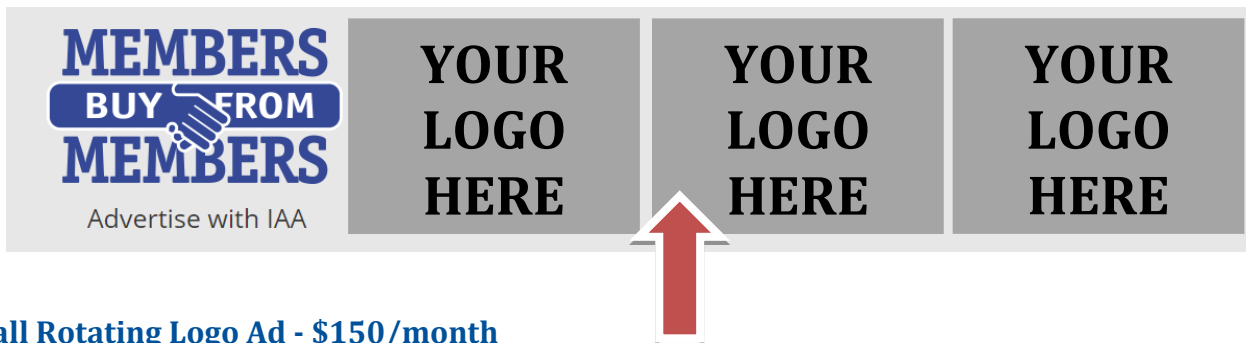 MEMBERS
BUY FROM
MEMBERS
Advertise with IAA
YOUR
LOGO
HERE
YOUR
LOGO
HERE
YOUR
LOGO
HERE
Rotating Logo Ad - $150/month